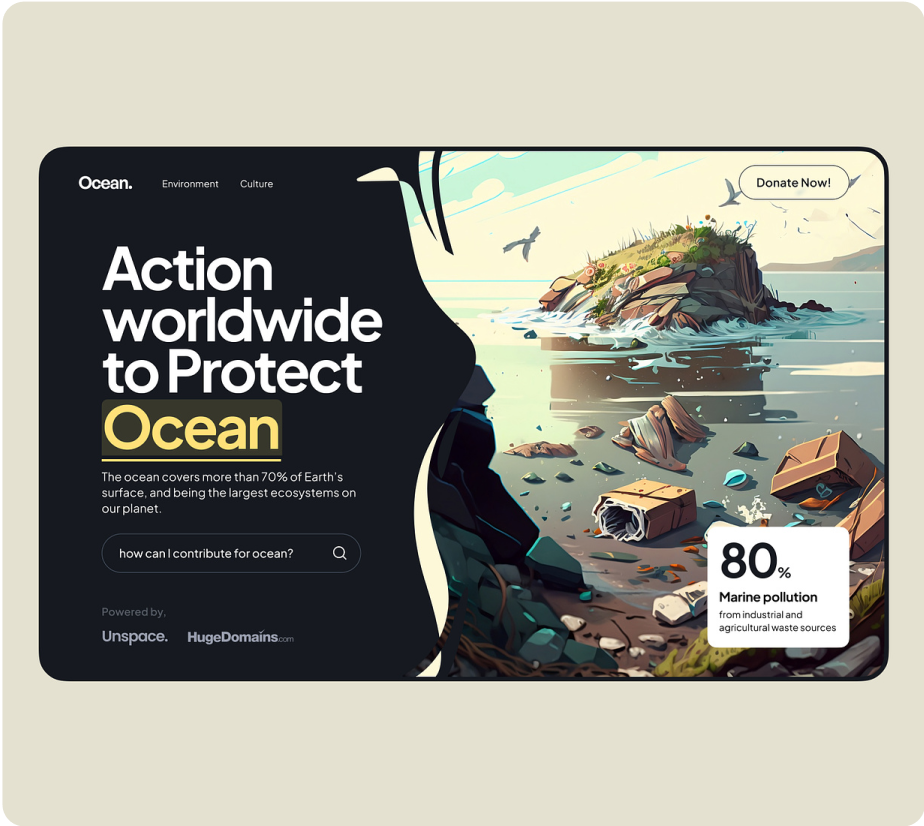 Ocean.
Environment
Culture
Donate Now!
Action
worldwide
to Protect
Ocean
The ocean covers more than 70% of Earth's
surface, and being the largest ecosystems on
our planet.
how can I contribute for ocean?
Powered by,
Unspace.
HugeDomains.com
80%
Marine pollution
from industrial and
agricultural waste sources